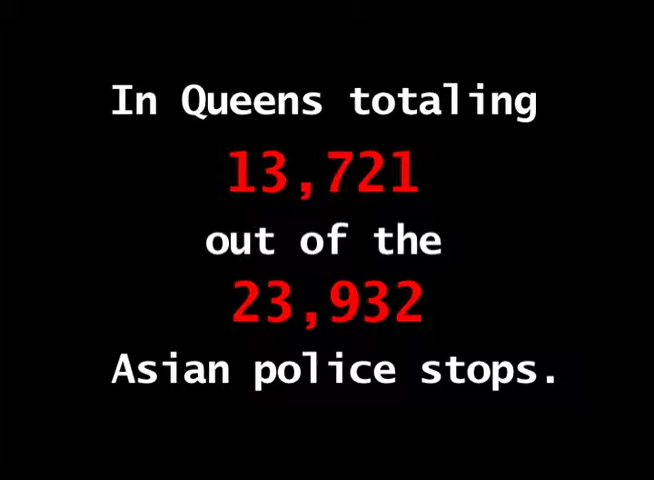 In Queens totaling
13,721
out of the
23,932
Asian police stops.